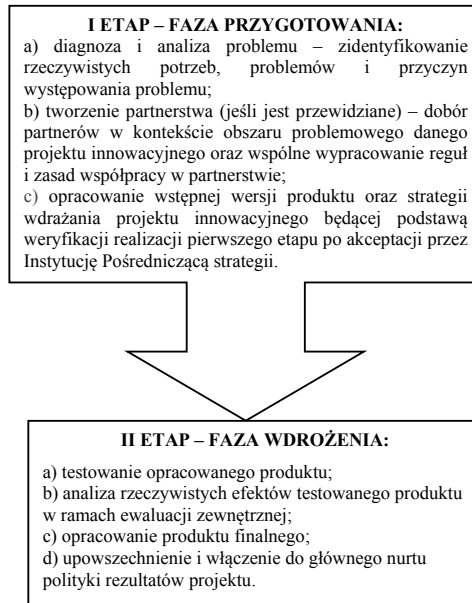 I ETAP – FAZA PRZYGOTOWANIA:
a) diagnoza i analiza problemu – zidentyfikowanie
rzeczywistych potrzeb, problemów i przyczyn
występowania problemu;
b) tworzenie partnerstwa (jeśli jest przewidziane) – dobór
partnerów w kontekście obszaru problemowego danego
projektu innowacyjnego oraz wspólne wypracowanie reguł
i zasad współpracy w partnerstwie;
c) opracowanie wstępnej wersji produktu oraz strategii
wdrażania projektu innowacyjnego będącej podstawą
weryfikacji realizacji pierwszego etapu po akceptacji przez
Instytucję Pośredniczącą strategii.
II ETAP – FAZA WDROŻENIA:
a) testowanie opracowanego produktu;
b) analiza rzeczywistych efektów testowanego produktu
w ramach ewaluacji zewnętrznej;
c) opracowanie produktu finalnego;
d) upowszechnienie i włączenie do głównego nurtu
polityki rezultatów projektu.